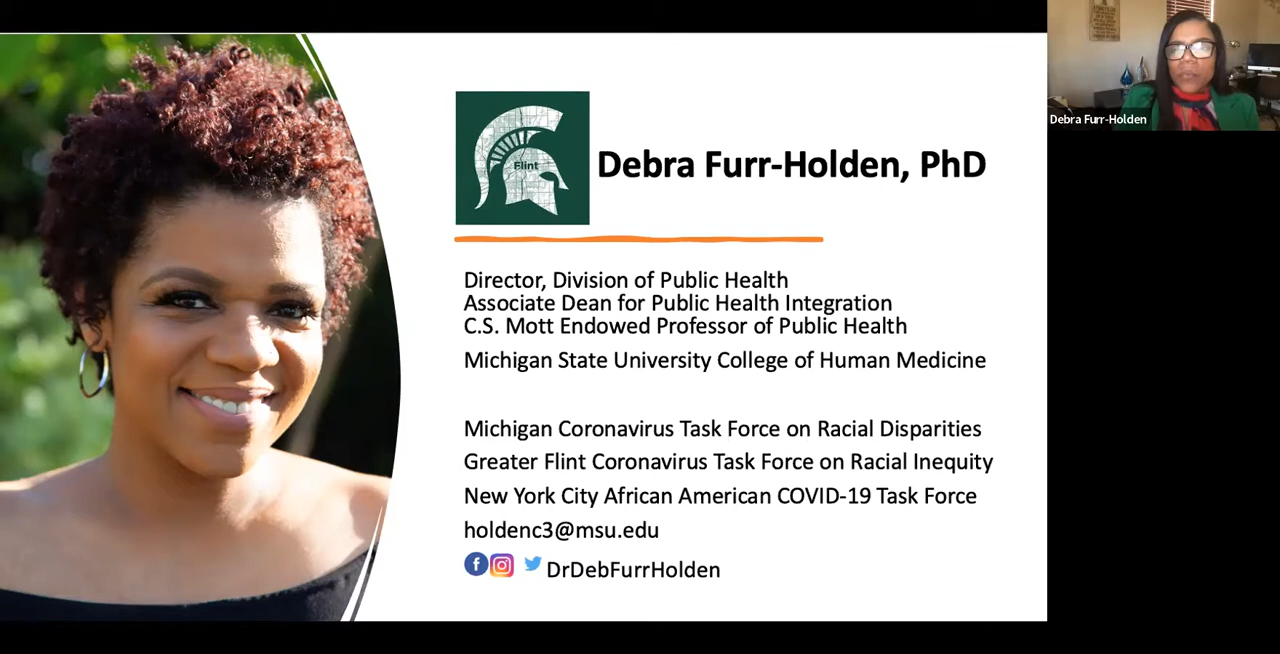 Flint
Debra Furr-Holden, PhD
Director, Division of Public Health
Associate Dean for Public Health Integration
C.S. Mott Endowed Professor of Public Health
Michigan State University College of Human Medicine
Michigan Coronavirus Task Force on Racial Disparities
Greater Flint Coronavirus Task Force on Racial Inequity
New York City African American COVID-19 Task Force
holdenc3@msu.edu
DrDebFurrHolden
Debra Furr-Holden